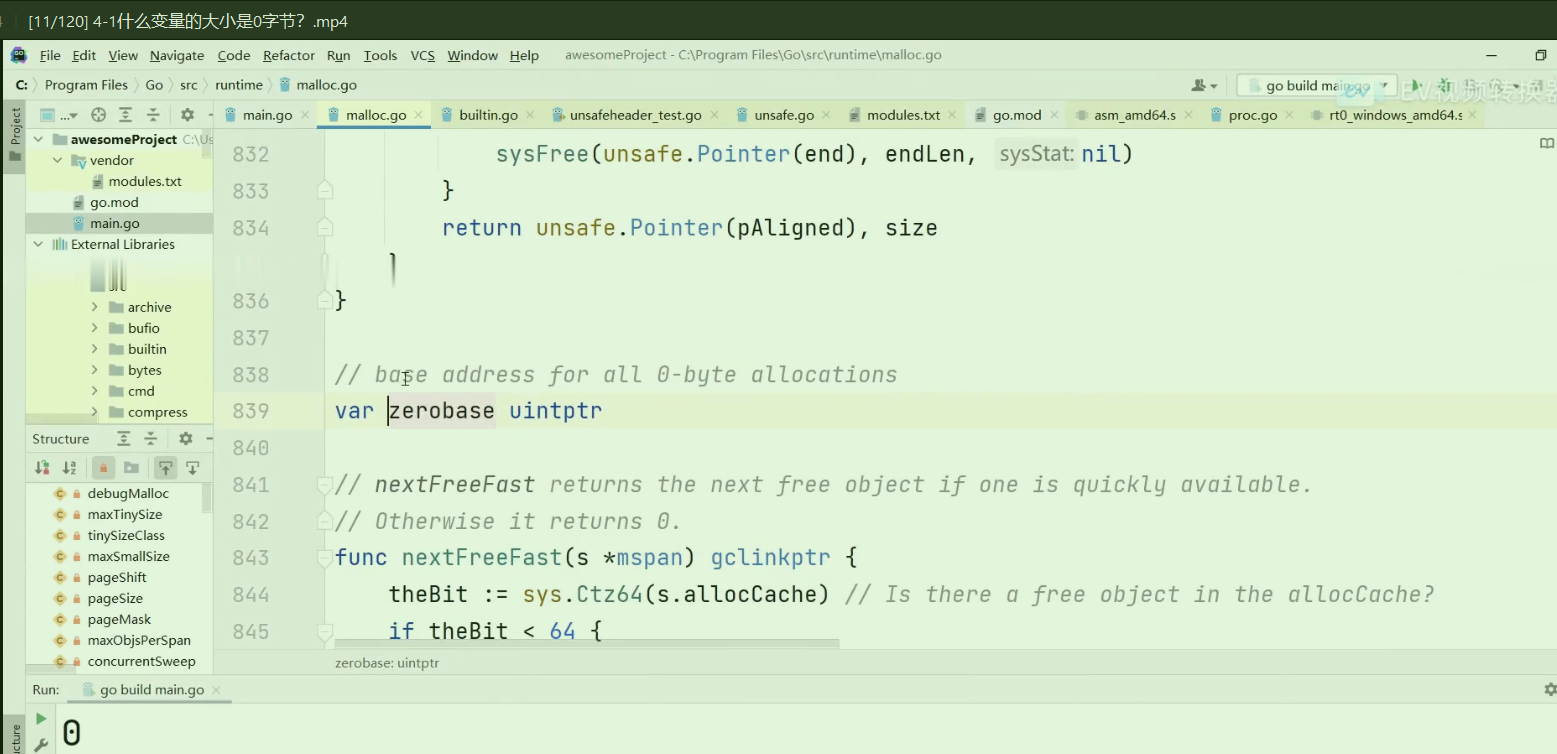 [11/120] 4-1什么变量的大小是0字节？.mp4
File Edit View Navigate Code Refactor Run Tools VCS Window Help awesomeProject - C:\Program Files\Go\src\runtime\malloc.go
C: Program Files Go src runtime malloc.go go build main.go
EV视频转换器
Project
... main.go malloc.go builtin.go unsafeheader_test.go unsafe.go modules.txt go.mod asm_amd64.s proc.go rt0_windows_amd64.s
awesomeProject C:\Us
vendor
modules.txt
go.mod
main.go
External Libraries
archive
bufio
builtin
bytes
cmd
compress
Structure
debugMalloc
maxTinySize
tinySizeClass
maxSmallSize
pageShift
pageSize
pageMask
maxObjsPerSpan
concurrentSweep
832 sysFree(unsafe.Pointer(end), endLen, sysStat: nil)
833 }
834 return unsafe.Pointer(pAligned), size
836 }
837
838 // base address for all 0-byte allocations
839 var zerobase uintptr
840
841 // nextFreeFast returns the next free object if one is quickly available.
842 // Otherwise it returns 0.
843 func nextFreeFast(s *mspan) gclinkptr {
844 theBit := sys.Ctz64(s.allocCache) // Is there a free object in the allocCache?
845 if theBit < 64 {
zerobase: uintptr
Run: go build main.go
0